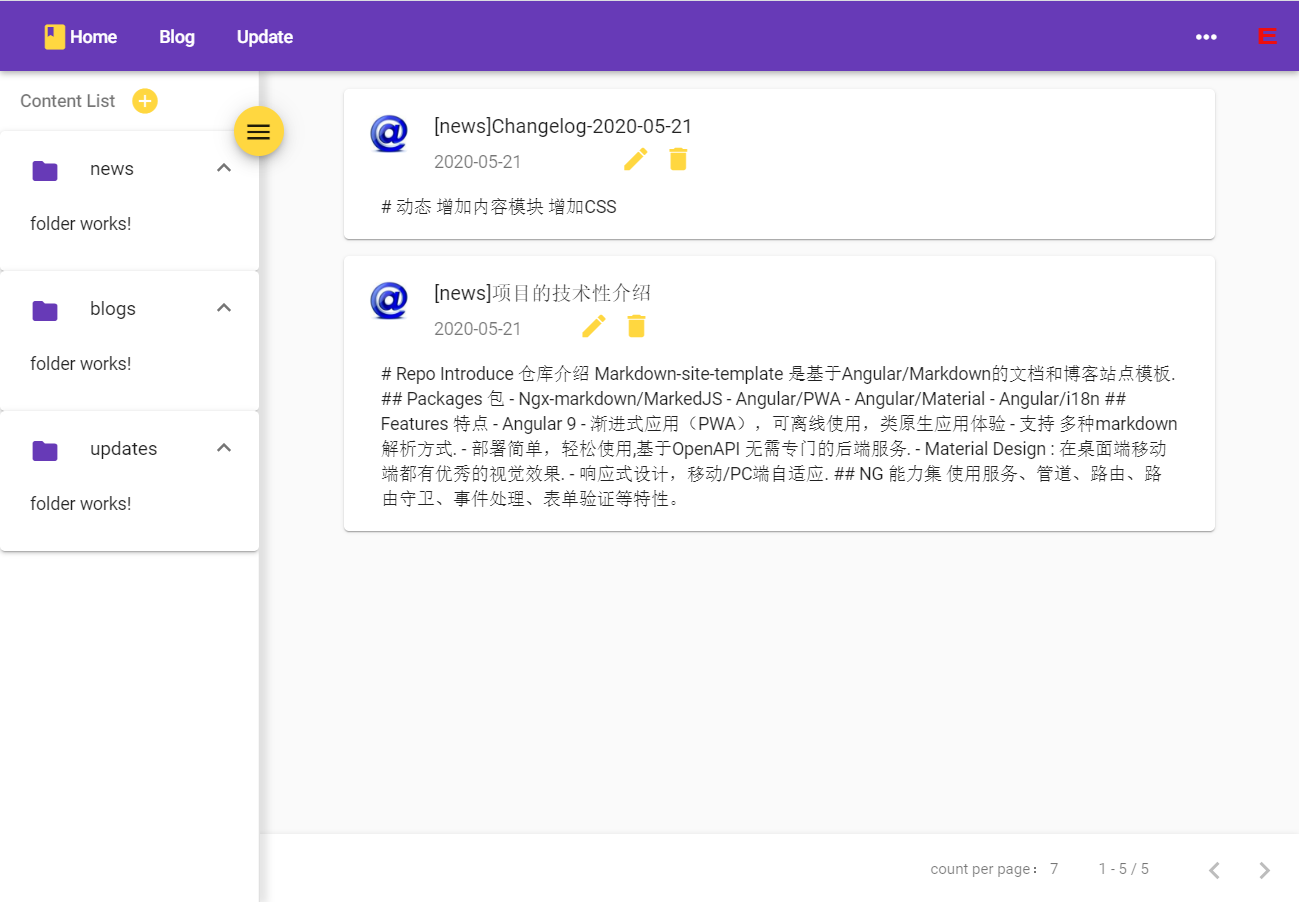 Home Blog Update
Content List
news
folder works!
blogs
folder works!
updates
folder works!
[news]Changelog-2020-05-21
2020-05-21
# 动态 增加内容模块 增加CSS
[news]项目的技术性介绍
2020-05-21
# Repo Introduce 仓库介绍 Markdown-site-template 是基于Angular/Markdown的文档和博客站点模板.
## Packages 包 - Ngx-markdown/MarkedJS - Angular/PWA - Angular/Material - Angular/i18n ##
Features 特点 - Angular 9 - 渐进式应用（PWA），可离线使用，类原生应用体验 - 支持 多种markdown
解析方式. - 部署简单，轻松使用,基于OpenAPI 无需专门的后端服务. - Material Design : 在桌面端移动
端都有优秀的视觉效果. - 响应式设计，移动/PC端自适应. ## NG 能力集 使用服务、管道、路由、路
由守卫、事件处理、表单验证等特性。
count per page： 7 1 - 5 / 5